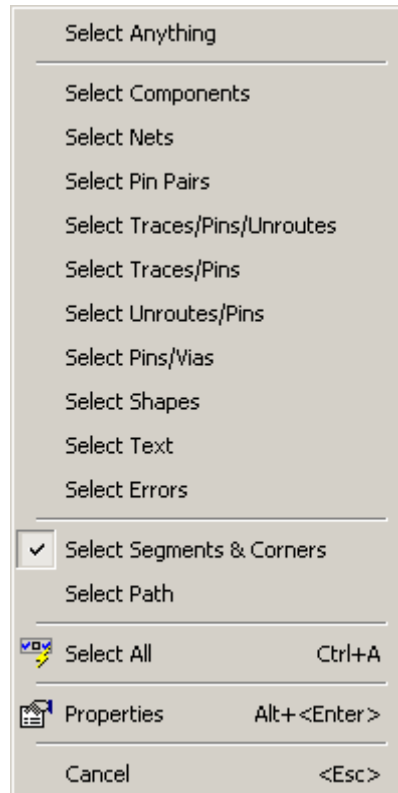 Select Anything
Select Components
Select Nets
Select Pin Pairs
Select Traces/Pins/Unroutes
Select Traces/Pins
Select Unroutes/Pins
Select Pins/Vias
Select Shapes
Select Text
Select Errors
Select Segments & Corners
Select Path
Select All Ctrl+A
Properties Alt+<Enter>
Cancel <Esc>